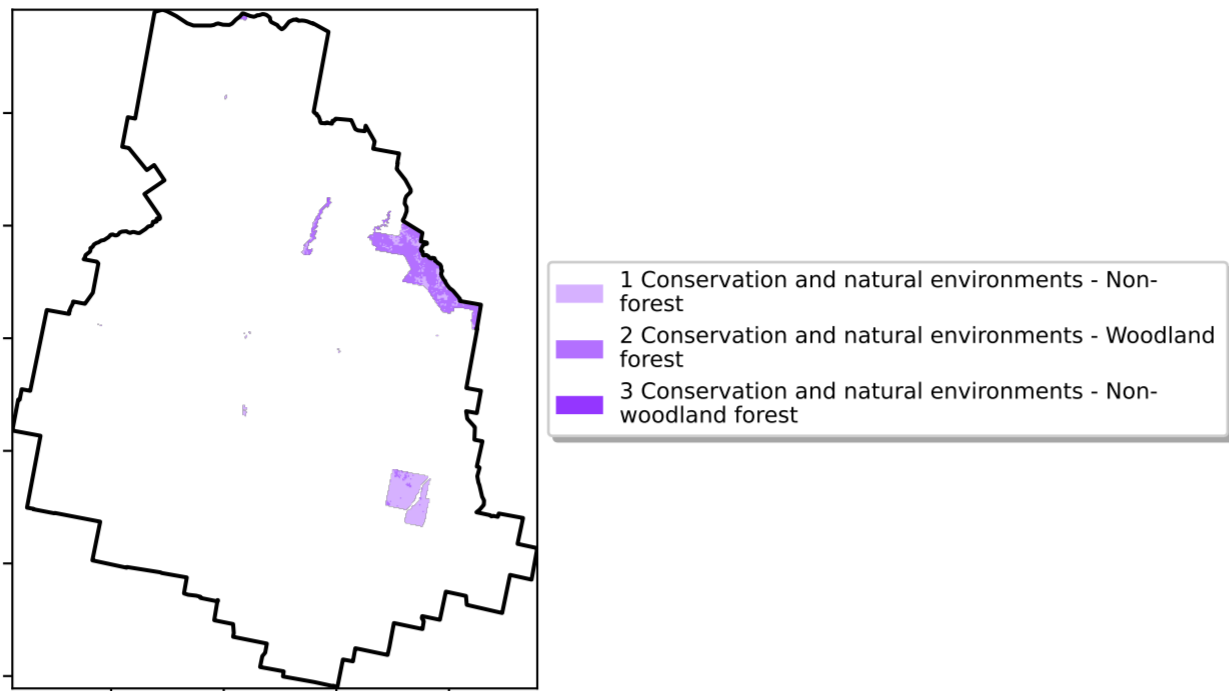 1 Conservation and natural environments - Non-
forest
2 Conservation and natural environments - Woodland
forest
3 Conservation and natural environments - Non-
woodland forest